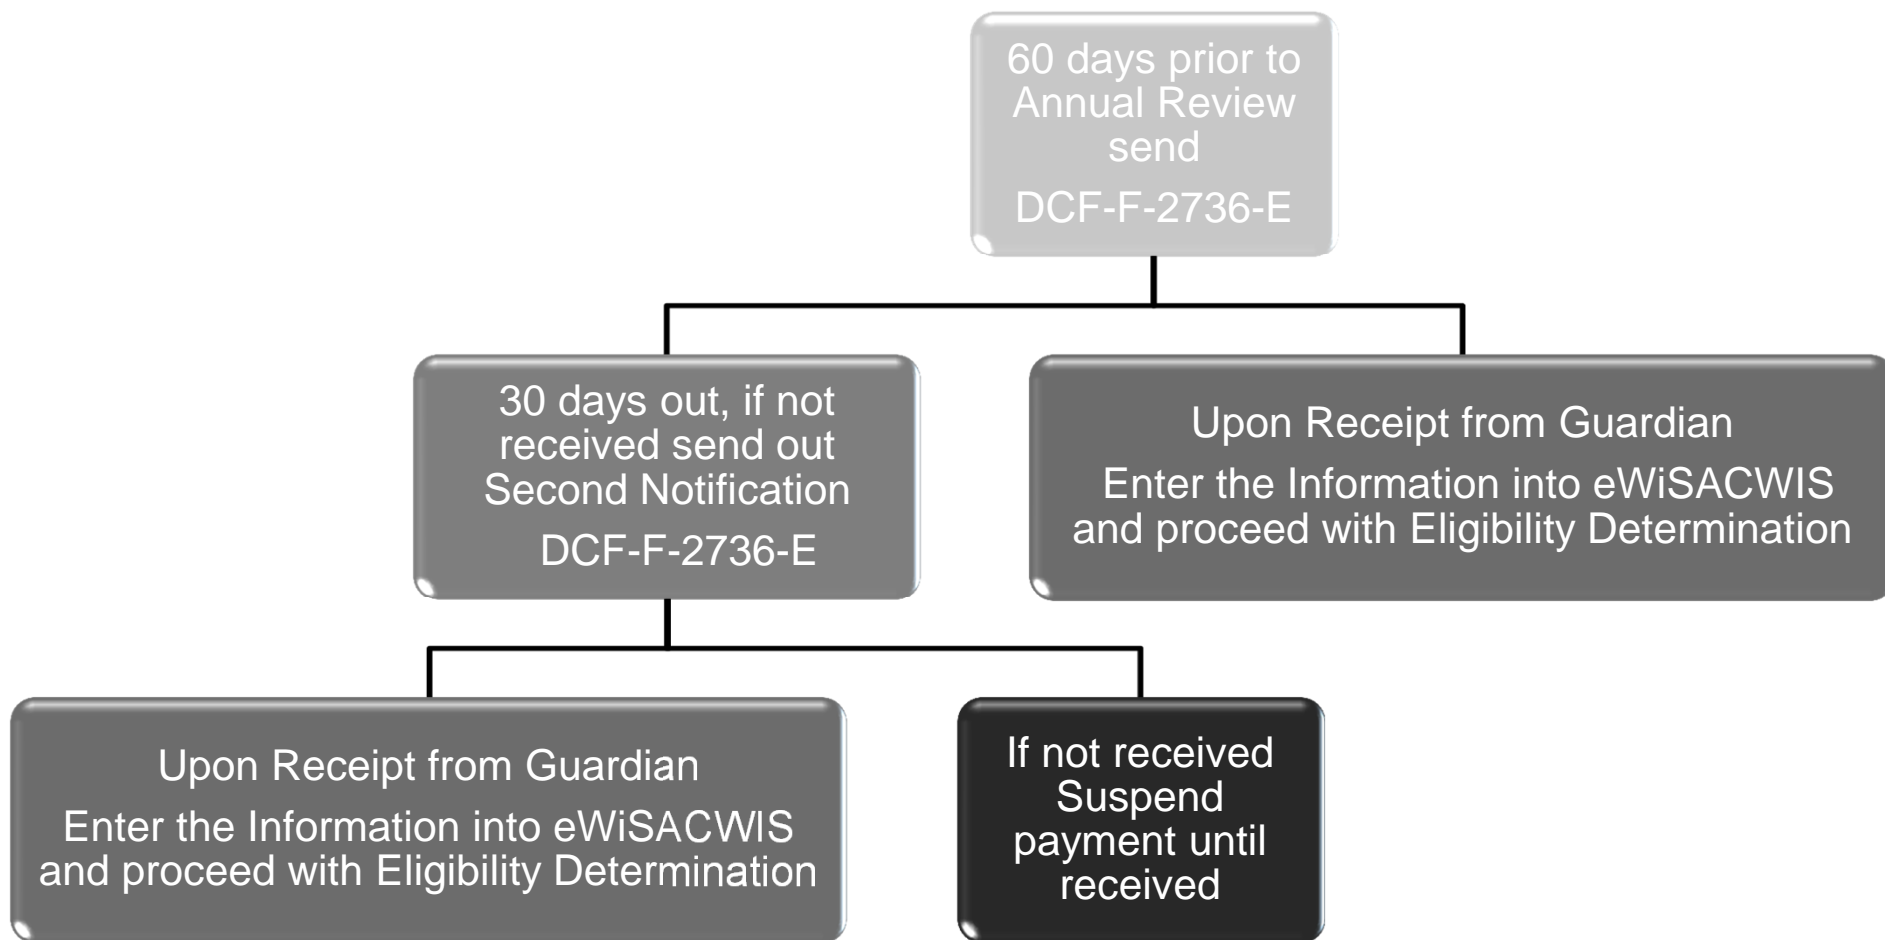 60 days prior to
Annual Review
send
DCF-F-2736-E
30 days out, if not
received send out
Second Notification
DCF-F-2736-E
Upon Receipt from Guardian
Enter the Information into eWiSACWIS
and proceed with Eligibility Determination
Upon Receipt from Guardian
Enter the Information into eWiSACWIS
and proceed with Eligibility Determination
If not received
Suspend
payment until
received